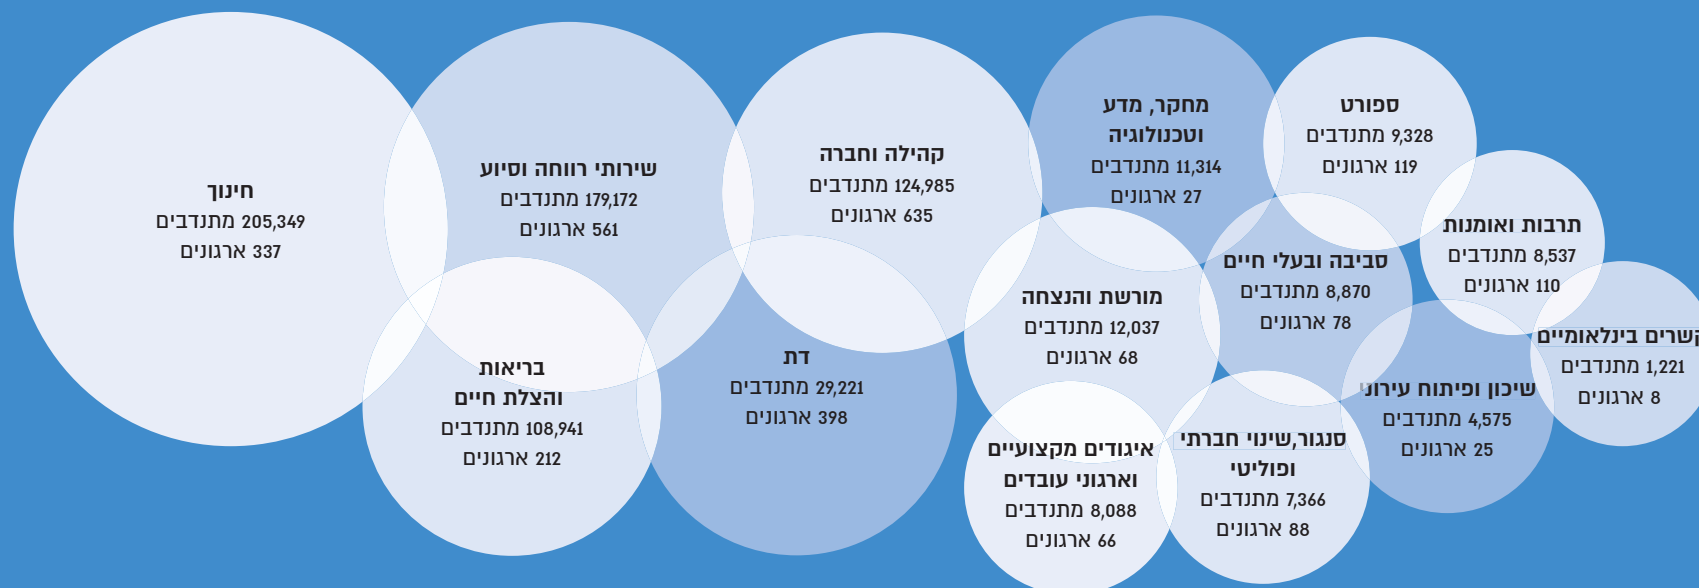 חינוך
205,349 מתנדבים
337 ארגונים
שירותי רווחה וסיוע
179,172 מתנדבים
561 ארגונים
קהילה וחברה
124,985 מתנדבים
635 ארגונים
בריאות
והצלת חיים
108,941 מתנדבים
212 ארגונים
דת
29,221 מתנדבים
398 ארגונים
מחקר, מדע
וטכנולוגיה
11,314 מתנדבים
27 ארגונים
ספורט
9,328 מתנדבים
119 ארגונים
תרבות ואומנות
8,537 מתנדבים
110 ארגונים
סביבה ובעלי חיים
8,870 מתנדבים
78 ארגונים
מורשת והנצחה
12,037 מתנדבים
68 ארגונים
קשרים בינלאומיים
1,221 מתנדבים
8 ארגונים
שיכון ופיתוח עירוני
4,575 מתנדבים
25 ארגונים
סנגור,שינוי חברתי
ופוליטי
7,366 מתנדבים
88 ארגונים
איגודים מקצועיים
וארגוני עובדים
8,088 מתנדבים
66 ארגונים